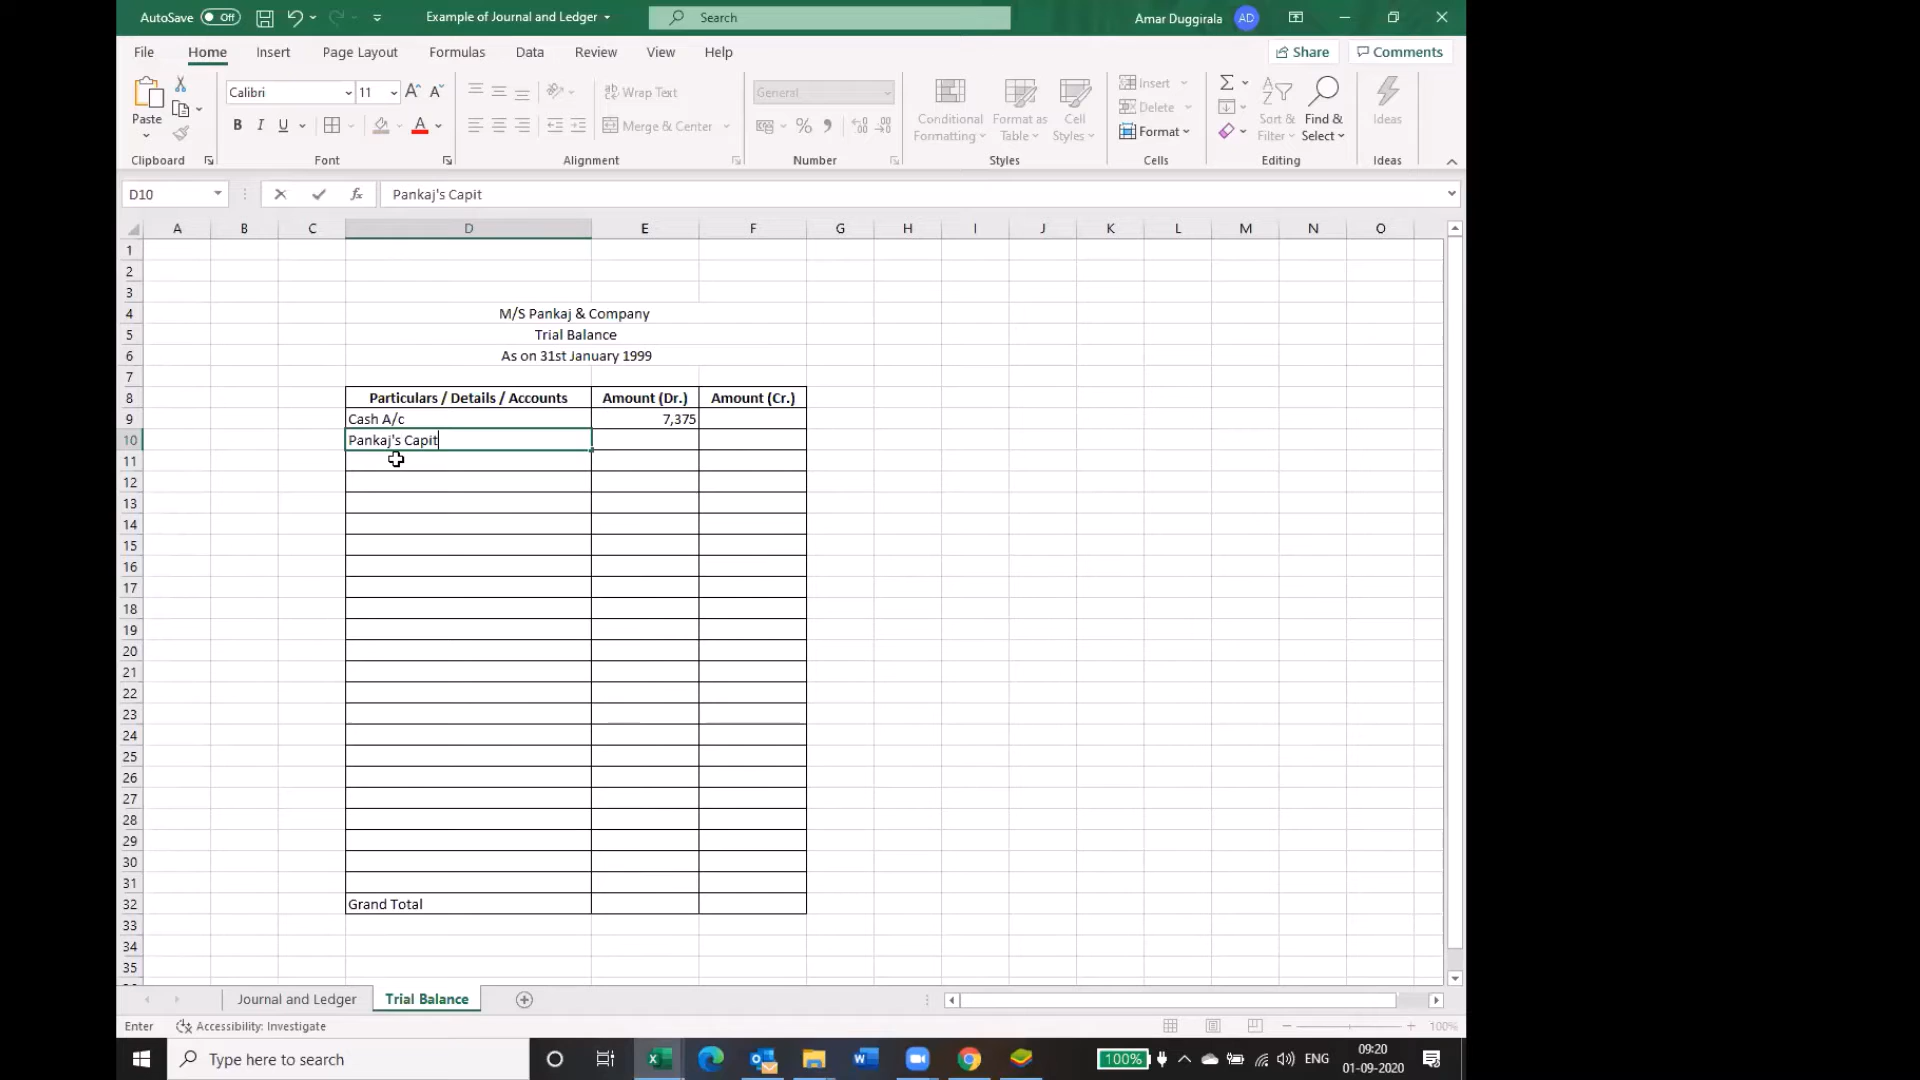 AutoSave Off Example of Journal and Ledger Search Amar Duggirala AD
File Home Insert Page Layout Formulas Data Review View Help Share Comments
Paste Calibri 11 Wrap Text General Conditional Formatting Format as Table Cell Styles Insert Sort & Filter Find & Select Ideas
B I U A Merge & Center % Delete Format
Clipboard Font Alignment Number Styles Cells Editing Ideas
D10 fx Pankaj's Capit
A B C D E F G H I J K L M N O
1
2
3
4 M/S Pankaj & Company
5 Trial Balance
6 As on 31st January 1999
7
8 Particulars / Details / Accounts Amount (Dr.) Amount (Cr.)
9 Cash A/c 7,375
10 Pankaj's Capit
11
12
13
14
15
16
17
18
19
20
21
22
23
24
25
26
27
28
29
30
31
32 Grand Total
33
34
35
Journal and Ledger Trial Balance
Enter Accessibility: Investigate 100%
Type here to search 100% ENG 09:20
01-09-2020